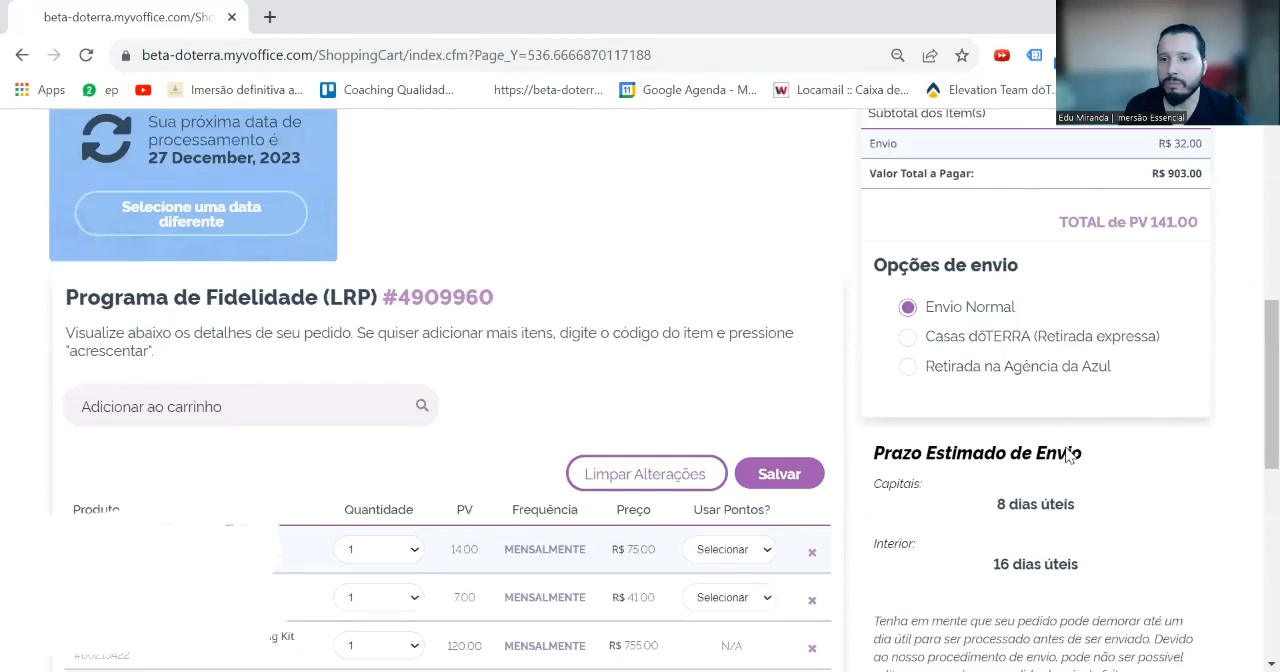 beta-doterra.myvoffice.com/Sho
beta-doterra.myvoffice.com/ShoppingCart/index.cfm?Page_Y=536.6666870117188
Apps
2
ep
Imersão definitiva a...
Coaching Qualidad...
https://beta-doterr...
11
Google Agenda - M...
W
Locamail :: Caixa de...
Elevation Team dōT...
Edu Miranda | Imersão Essencial
Sua próxima data de
processamento é
27 December, 2023
Selecione uma data
diferente
Subtotal dos Item(s)
Envio R$ 32.00
Valor Total a Pagar: R$ 903.00
TOTAL de PV 141.00
Opções de envio
Envio Normal
Casas dōTERRA (Retirada expressa)
Retirada na Agência da Azul
Programa de Fidelidade (LRP) #4909960
Visualize abaixo os detalhes de seu pedido. Se quiser adicionar mais itens, digite o código do item e pressione
"acrescentar".
Adicionar ao carrinho
Limpar Alterações
Salvar
Produto Quantidade PV Frequência Preço Usar Pontos?
1 14.00 MENSALMENTE R$ 75.00 Selecionar
1 7.00 MENSALMENTE R$ 41.00 Selecionar
Kit 1 120.00 MENSALMENTE R$ 755.00 N/A
Prazo Estimado de Envio
Capitais:
8 dias úteis
Interior:
16 dias úteis
Tenha em mente que seu pedido pode demorar até um
dia útil para ser processado antes de ser enviado. Devido
ao nosso procedimento de envio, pode não ser possível